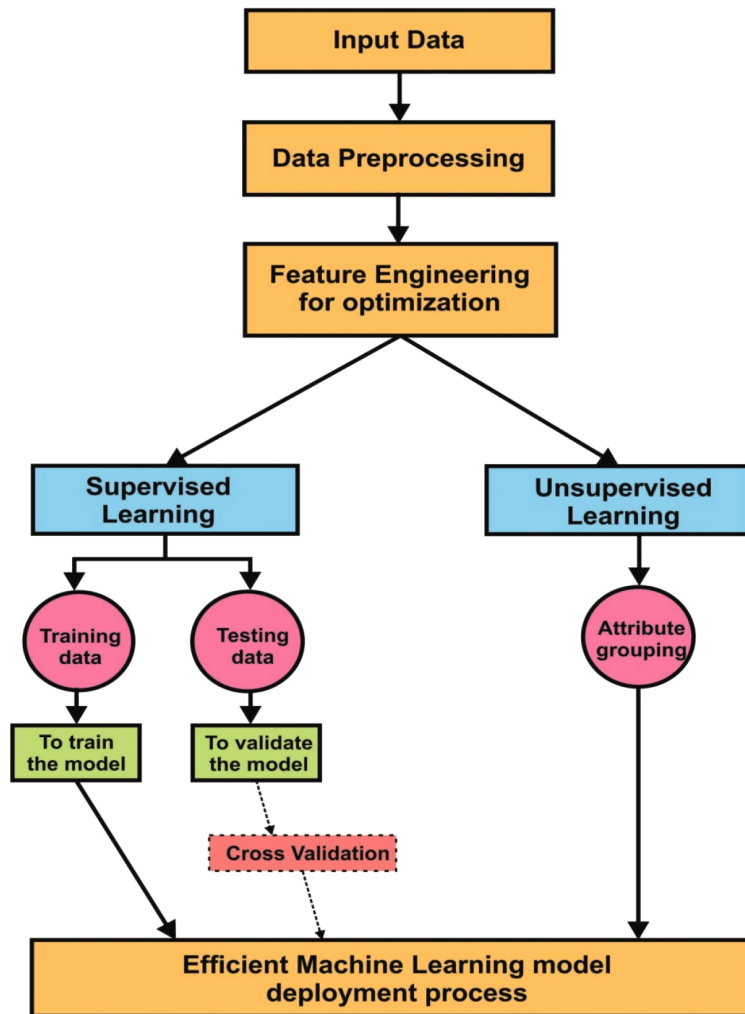 Input Data
Data Preprocessing
Feature Engineering
for optimization
Supervised
Learning
Unsupervised
Learning
Training
data
Testing
data
Attribute
grouping
To train
the model
To validate
the model
Cross Validation
Efficient Machine Learning model
deployment process